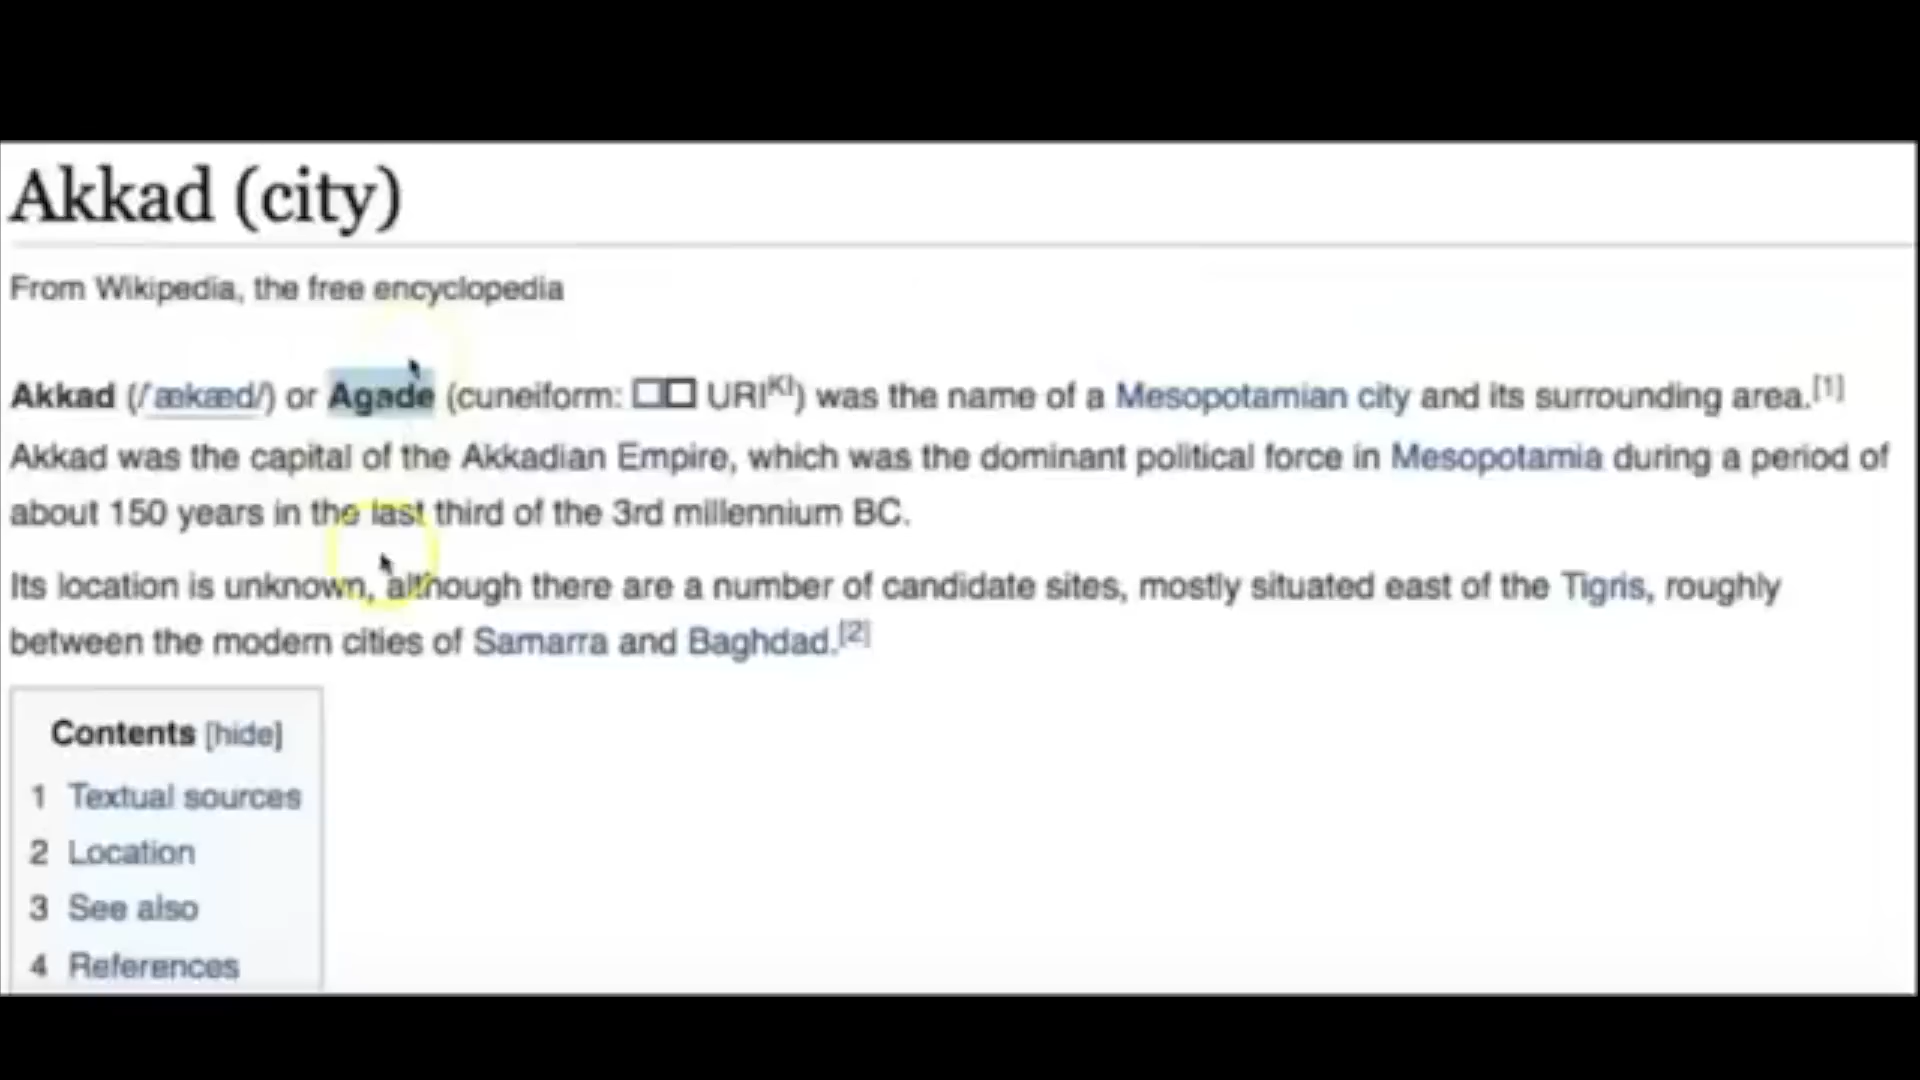 Akkad (city)
From Wikipedia, the free encyclopedia
Akkad (/ˈækæd/) or Agade (cuneiform: □□ URIᴷᴵ) was the name of a Mesopotamian city and its surrounding area.[1]
Akkad was the capital of the Akkadian Empire, which was the dominant political force in Mesopotamia during a period of
about 150 years in the last third of the 3rd millennium BC.
Its location is unknown, although there are a number of candidate sites, mostly situated east of the Tigris, roughly
between the modern cities of Samarra and Baghdad.[2]
Contents [hide]
1 Textual sources
2 Location
3 See also
4 References